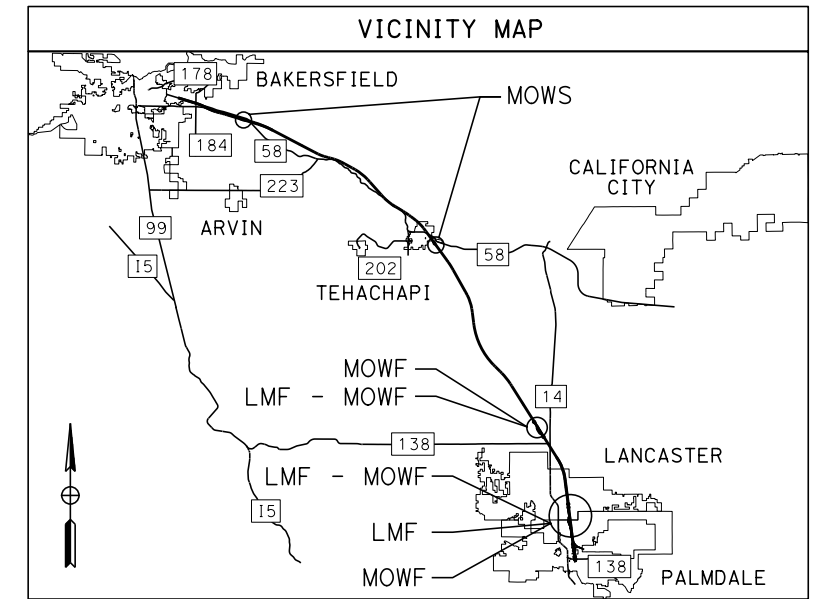 VICINITY MAP
178
BAKERSFIELD
MOWS
184
58
223
ARVIN
CALIFORNIA
CITY
99
I5
202
58
TEHACHAPI
MOWF
LMF - MOWF
14
138
LANCASTER
LMF - MOWF
I5
LMF
138
MOWF
PALMDALE